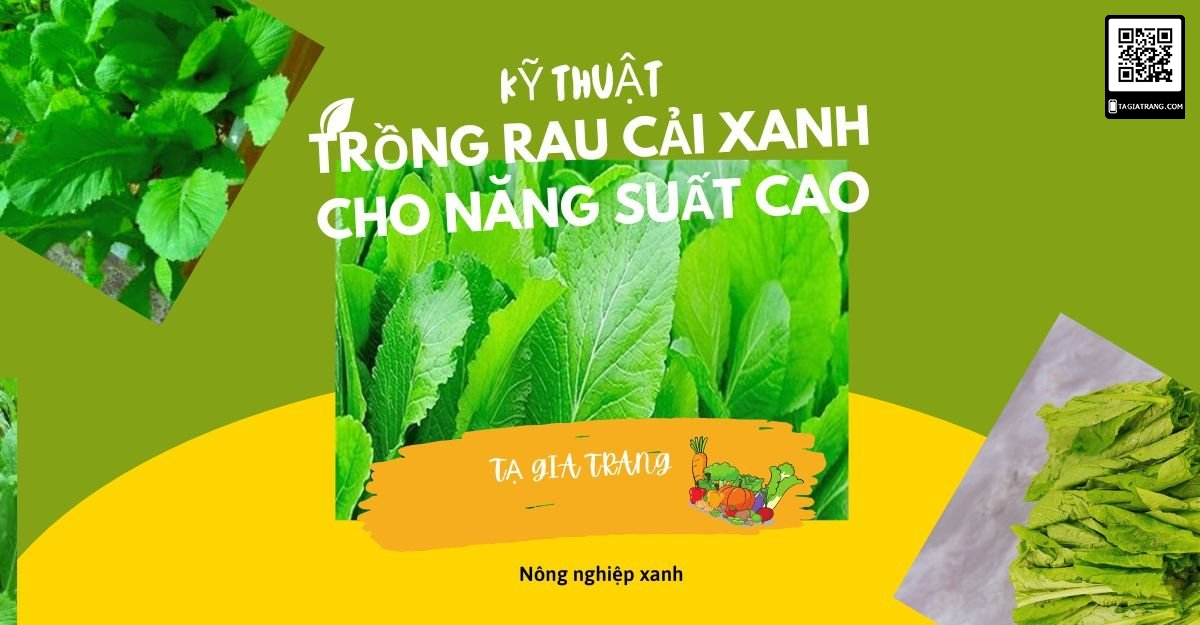 KỸ THUẬT
TRỒNG RAU CẢI XANH
CHO NĂNG SUẤT CAO
TẠ GIA TRANG
Nông nghiệp xanh
TAGIATRANG.COM